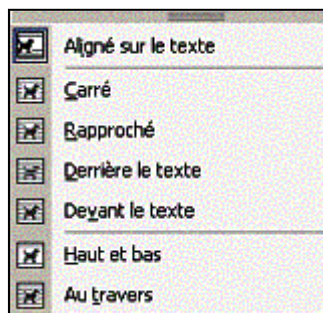 Aligné sur le texte
Carré
Rapproché
Derrière le texte
Devant le texte
Haut et bas
Au travers